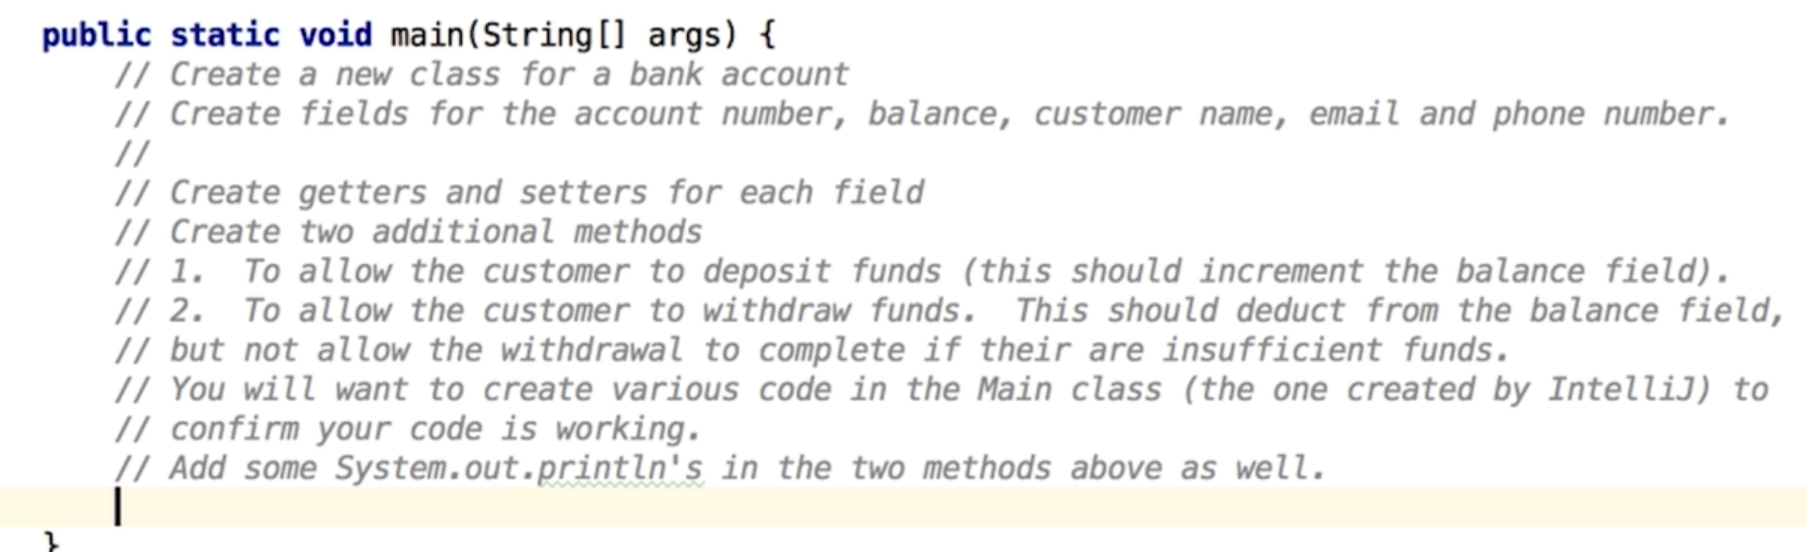 public static void main(String[] args) {
// Create a new class for a bank account
// Create fields for the account number, balance, customer name, email and phone number.
//
// Create getters and setters for each field
// Create two additional methods
// 1.  To allow the customer to deposit funds (this should increment the balance field).
// 2.  To allow the customer to withdraw funds.  This should deduct from the balance field,
// but not allow the withdrawal to complete if their are insufficient funds.
// You will want to create various code in the Main class (the one created by IntelliJ) to
// confirm your code is working.
// Add some System.out.println's in the two methods above as well.
}